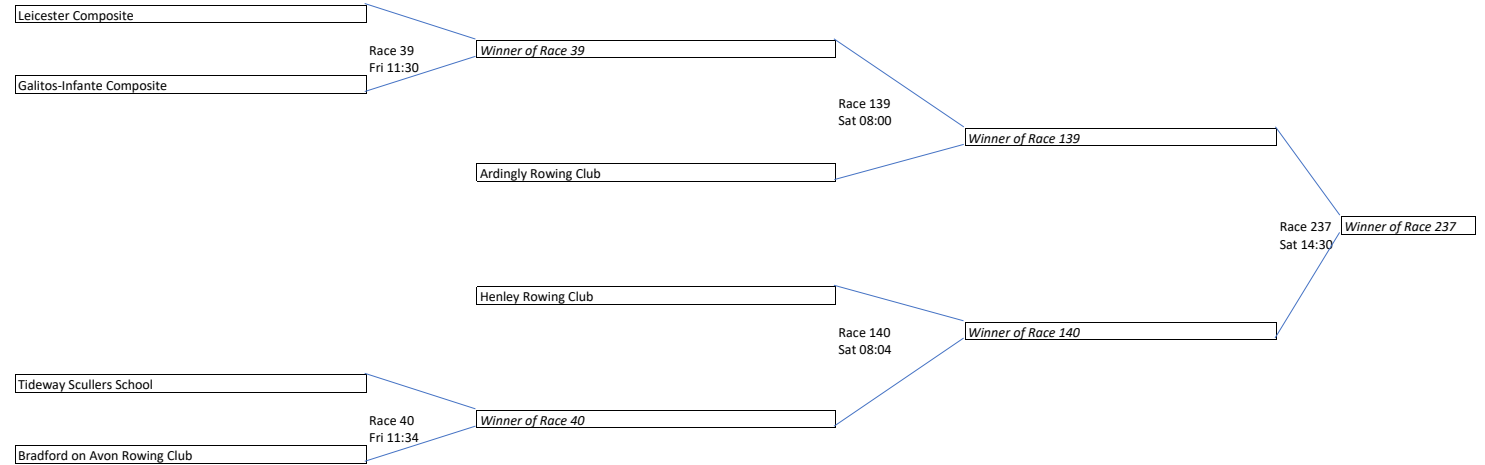 Leicester Composite
Race 39
Fri 11:30
Winner of Race 39
Galitos-Infante Composite
Race 139
Sat 08:00
Winner of Race 139
Ardingly Rowing Club
Race 237
Sat 14:30
Winner of Race 237
Henley Rowing Club
Race 140
Sat 08:04
Winner of Race 140
Tideway Scullers School
Race 40
Fri 11:34
Winner of Race 40
Bradford on Avon Rowing Club